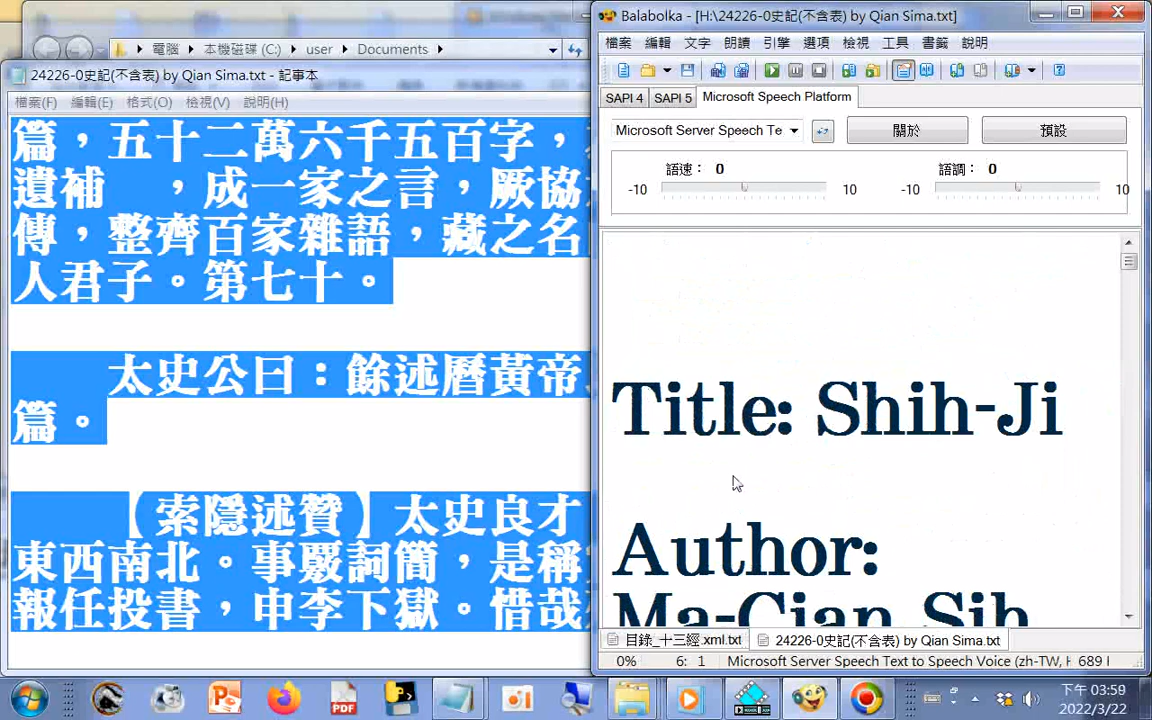 電腦 本機磁碟 (C:) user Documents
24226-0史記(不含表) by Qian Sima.txt - 記事本
檔案(F) 編輯(E) 格式(O) 檢視(V) 說明(H)
篇，五十二萬六千五百字，
遺補　，成一家之言，厥協
傳，整齊百家雜語，藏之名
人君子。第七十。
太史公曰：餘述曆黃帝
篇。
【索隱述贊】太史良才
東西南北。事覈詞簡，是稱
報任投書，申李下獄。惜哉
Balabolka - [H:\24226-0史記(不含表) by Qian Sima.txt]
檔案 編輯 文字 朗讀 引擎 選項 檢視 工具 書籤 說明
SAPI 4 SAPI 5 Microsoft Speech Platform
Microsoft Server Speech Te 關於 預設
語速： 0 語調： 0
-10 10 -10 10
Title: Shih-Ji
Author:
Ma-Cian Sih
目錄_十三經.xml.txt 24226-0史記(不含表) by Qian Sima.txt
0% 6: 1 Microsoft Server Speech Text to Speech Voice (zh-TW, 689
PDF
下午 03:59
2022/3/22